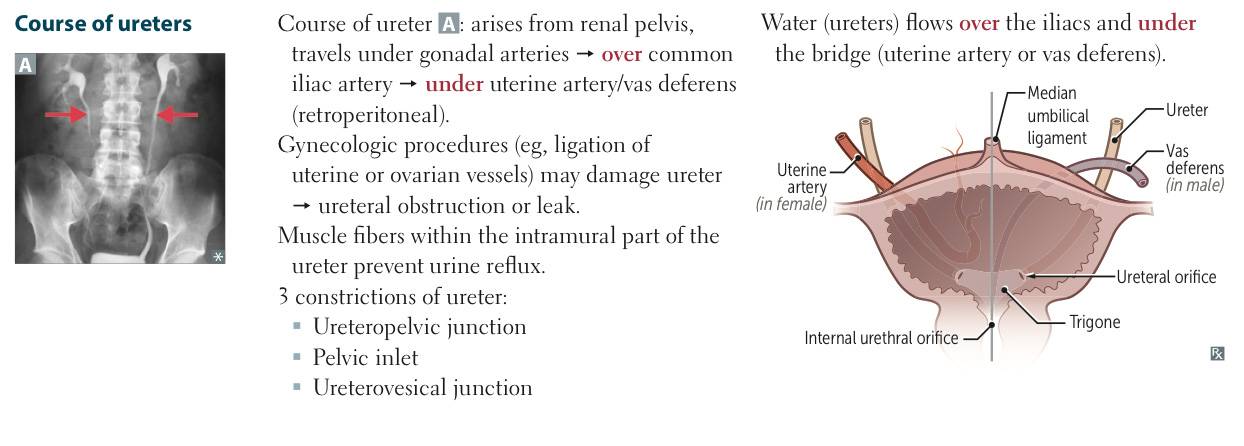 Course of ureters
A
*
Course of ureter A: arises from renal pelvis,
travels under gonadal arteries → over common
iliac artery → under uterine artery/vas deferens
(retroperitoneal).
Gynecologic procedures (eg, ligation of
uterine or ovarian vessels) may damage ureter
→ ureteral obstruction or leak.
Muscle fibers within the intramural part of the
ureter prevent urine reflux.
3 constrictions of ureter:
▪ Ureteropelvic junction
▪ Pelvic inlet
▪ Ureterovesical junction
Water (ureters) flows over the iliacs and under
the bridge (uterine artery or vas deferens).
Median
umbilical
ligament
Ureter
Uterine
artery
(in female)
Vas
deferens
(in male)
Ureteral orifice
Trigone
Internal urethral orifice
℞